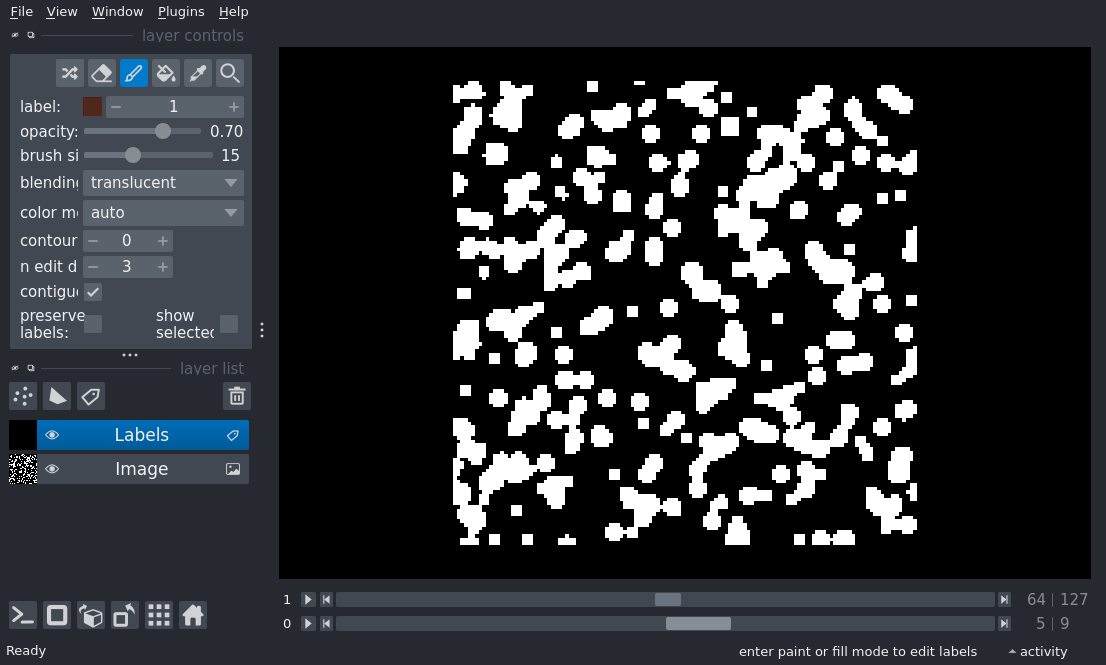 File View Window Plugins Help
layer controls
label: 1
opacity: 0.70
brush si 15
blending translucent
color m auto
contour 0
n edit d 3
contigu
preserve labels:
show selected
layer list
Labels
Image
1 64 | 127
0 5 | 9
Ready
enter paint or fill mode to edit labels
activity